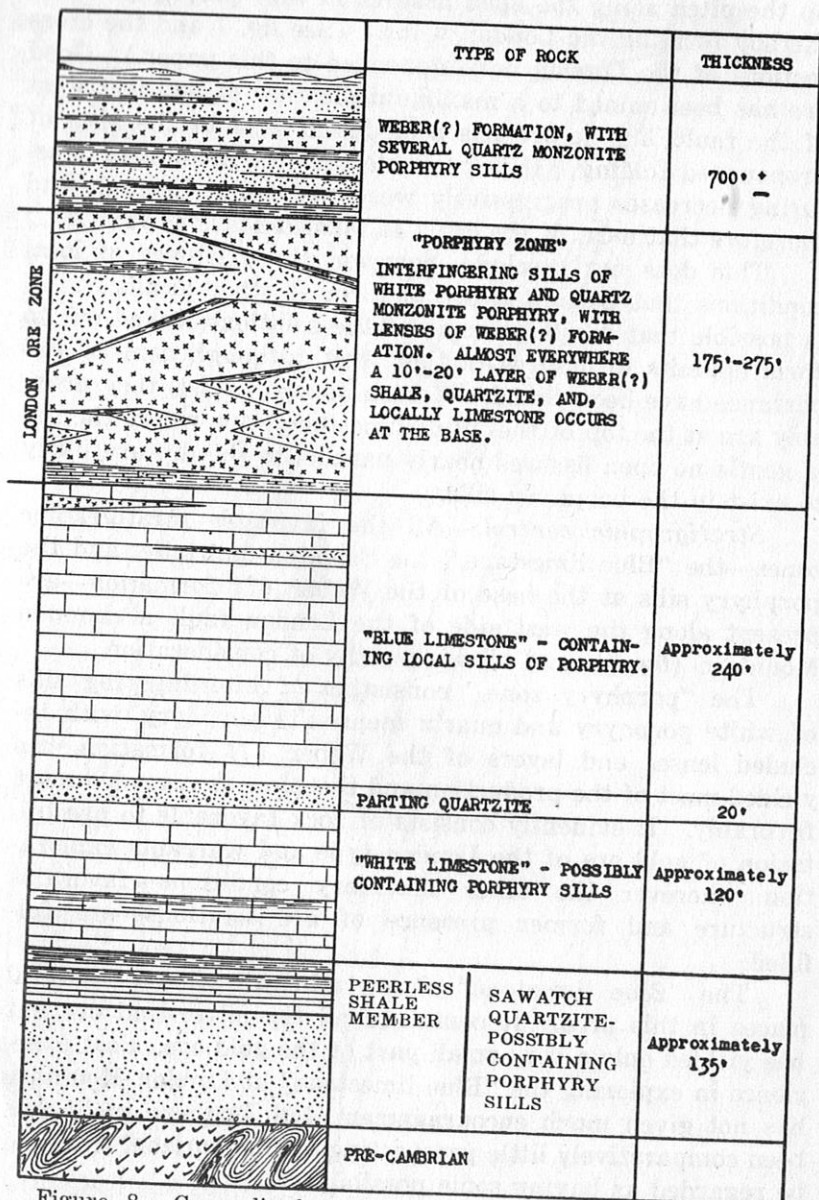 TYPE OF ROCK
THICKNESS
WEBER(?) FORMATION, WITH
SEVERAL QUARTZ MONZONITE
PORPHYRY SILLS
700' ±
LONDON ORE ZONE
"PORPHYRY ZONE"
INTERFINGERING SILLS OF
WHITE PORPHYRY AND QUARTZ
MONZONITE PORPHYRY, WITH
LENSES OF WEBER(?) FORM-
ATION. ALMOST EVERYWHERE
A 10'-20' LAYER OF WEBER(?)
SHALE, QUARTZITE, AND,
LOCALLY LIMESTONE OCCURS
AT THE BASE.
175'-275'
"BLUE LIMESTONE" - CONTAIN-
ING LOCAL SILLS OF PORPHYRY.
Approximately
240'
PARTING QUARTZITE
20'
"WHITE LIMESTONE" - POSSIBLY
CONTAINING PORPHYRY SILLS
Approximately
120'
PEERLESS
SHALE
MEMBER
SAWATCH
QUARTZITE-
POSSIBLY
CONTAINING
PORPHYRY
SILLS
Approximately
135'
PRE-CAMBRIAN
Figure 8